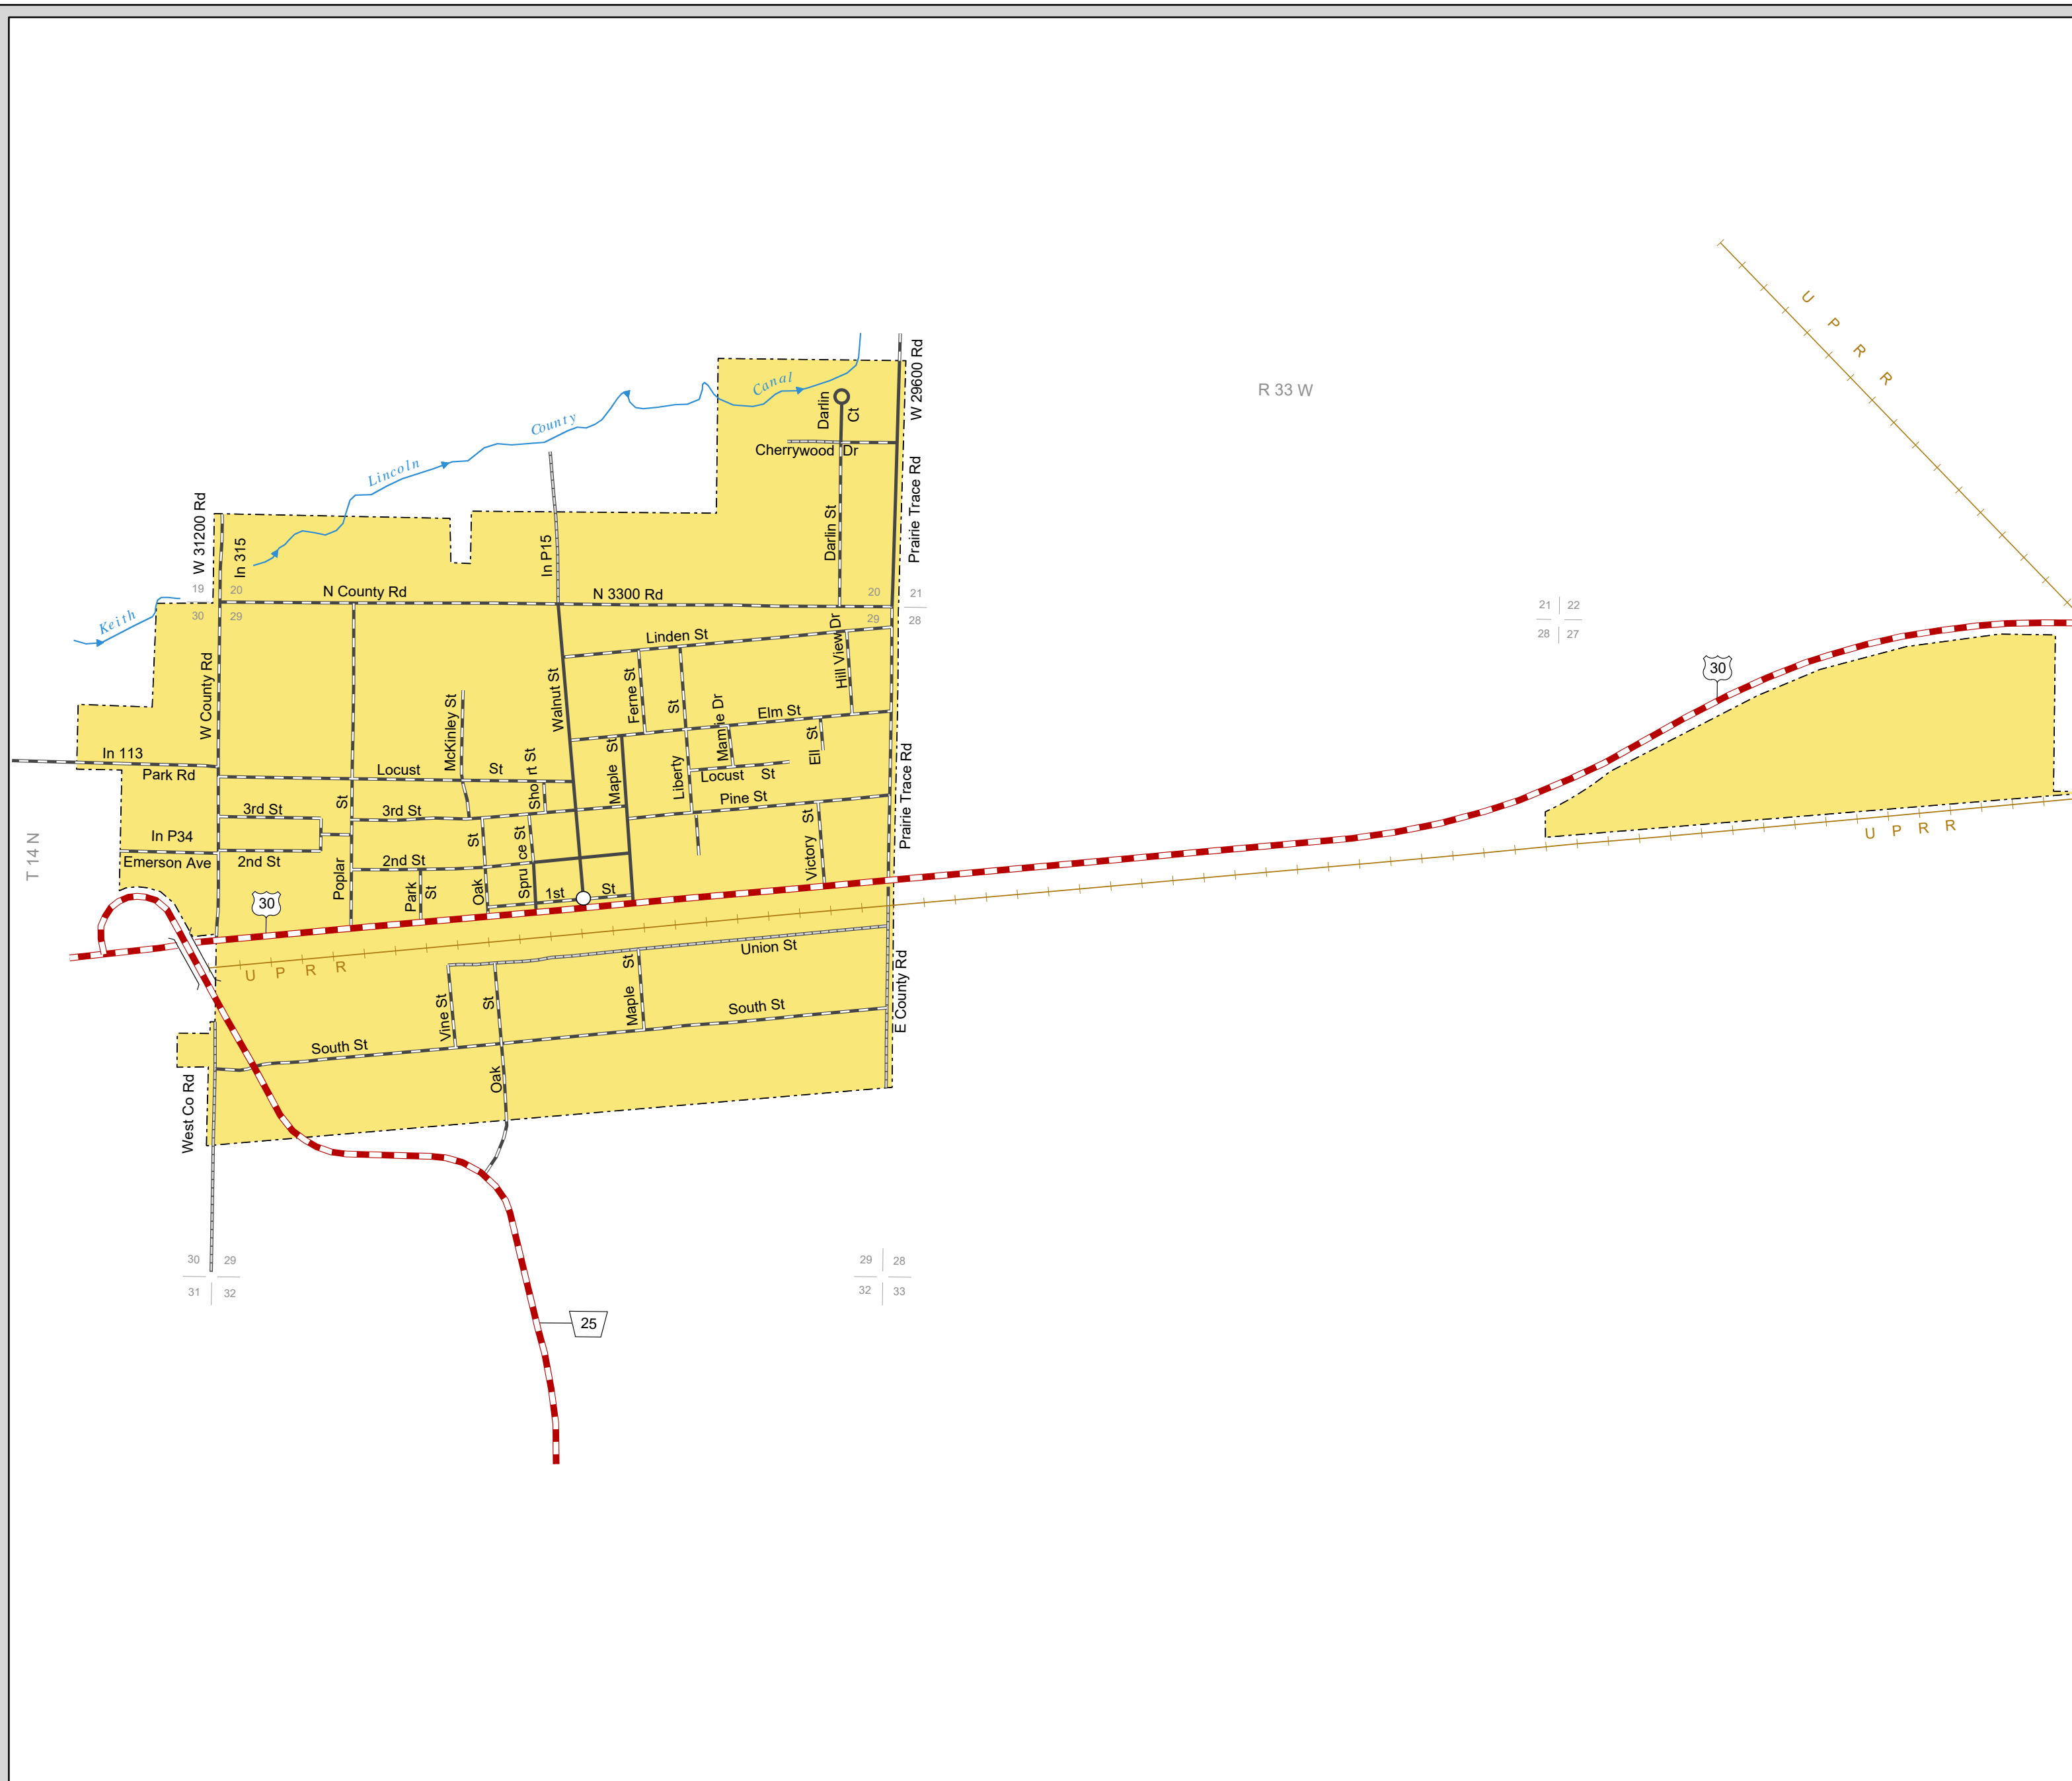 U P R R
W 29600 Rd
Canal
R 33 W
Darlin
Ct
County
Cherrywood Dr
Lincoln
Prairie Trace Rd
W 31200 Rd
In 315
In P15
Darlin St
19 20
30 29
N County Rd
N 3300 Rd
20 21
29 28
21 22
28 27
Keith
Linden St
Hill View Dr
30
W County Rd
Walnut St
Ferne St
St
McKinley St
Mamie Dr
Elm St
In 113
Park Rd
Locust St
Short St
Maple St
Liberty
Ell St
Locust St
Prairie Trace Rd
3rd St
St
3rd St
Pine St
In P34
Emerson Ave
2nd St
T 14 N
Poplar
2nd St
St
Spruce St
Victory St
U P R R
Park St
Oak
1st St
30
U P R R
Union St
E County Rd
Vine St
St
Maple St
South St
South St
West Co Rd
Oak
30 29
31 32
29 28
32 33
25